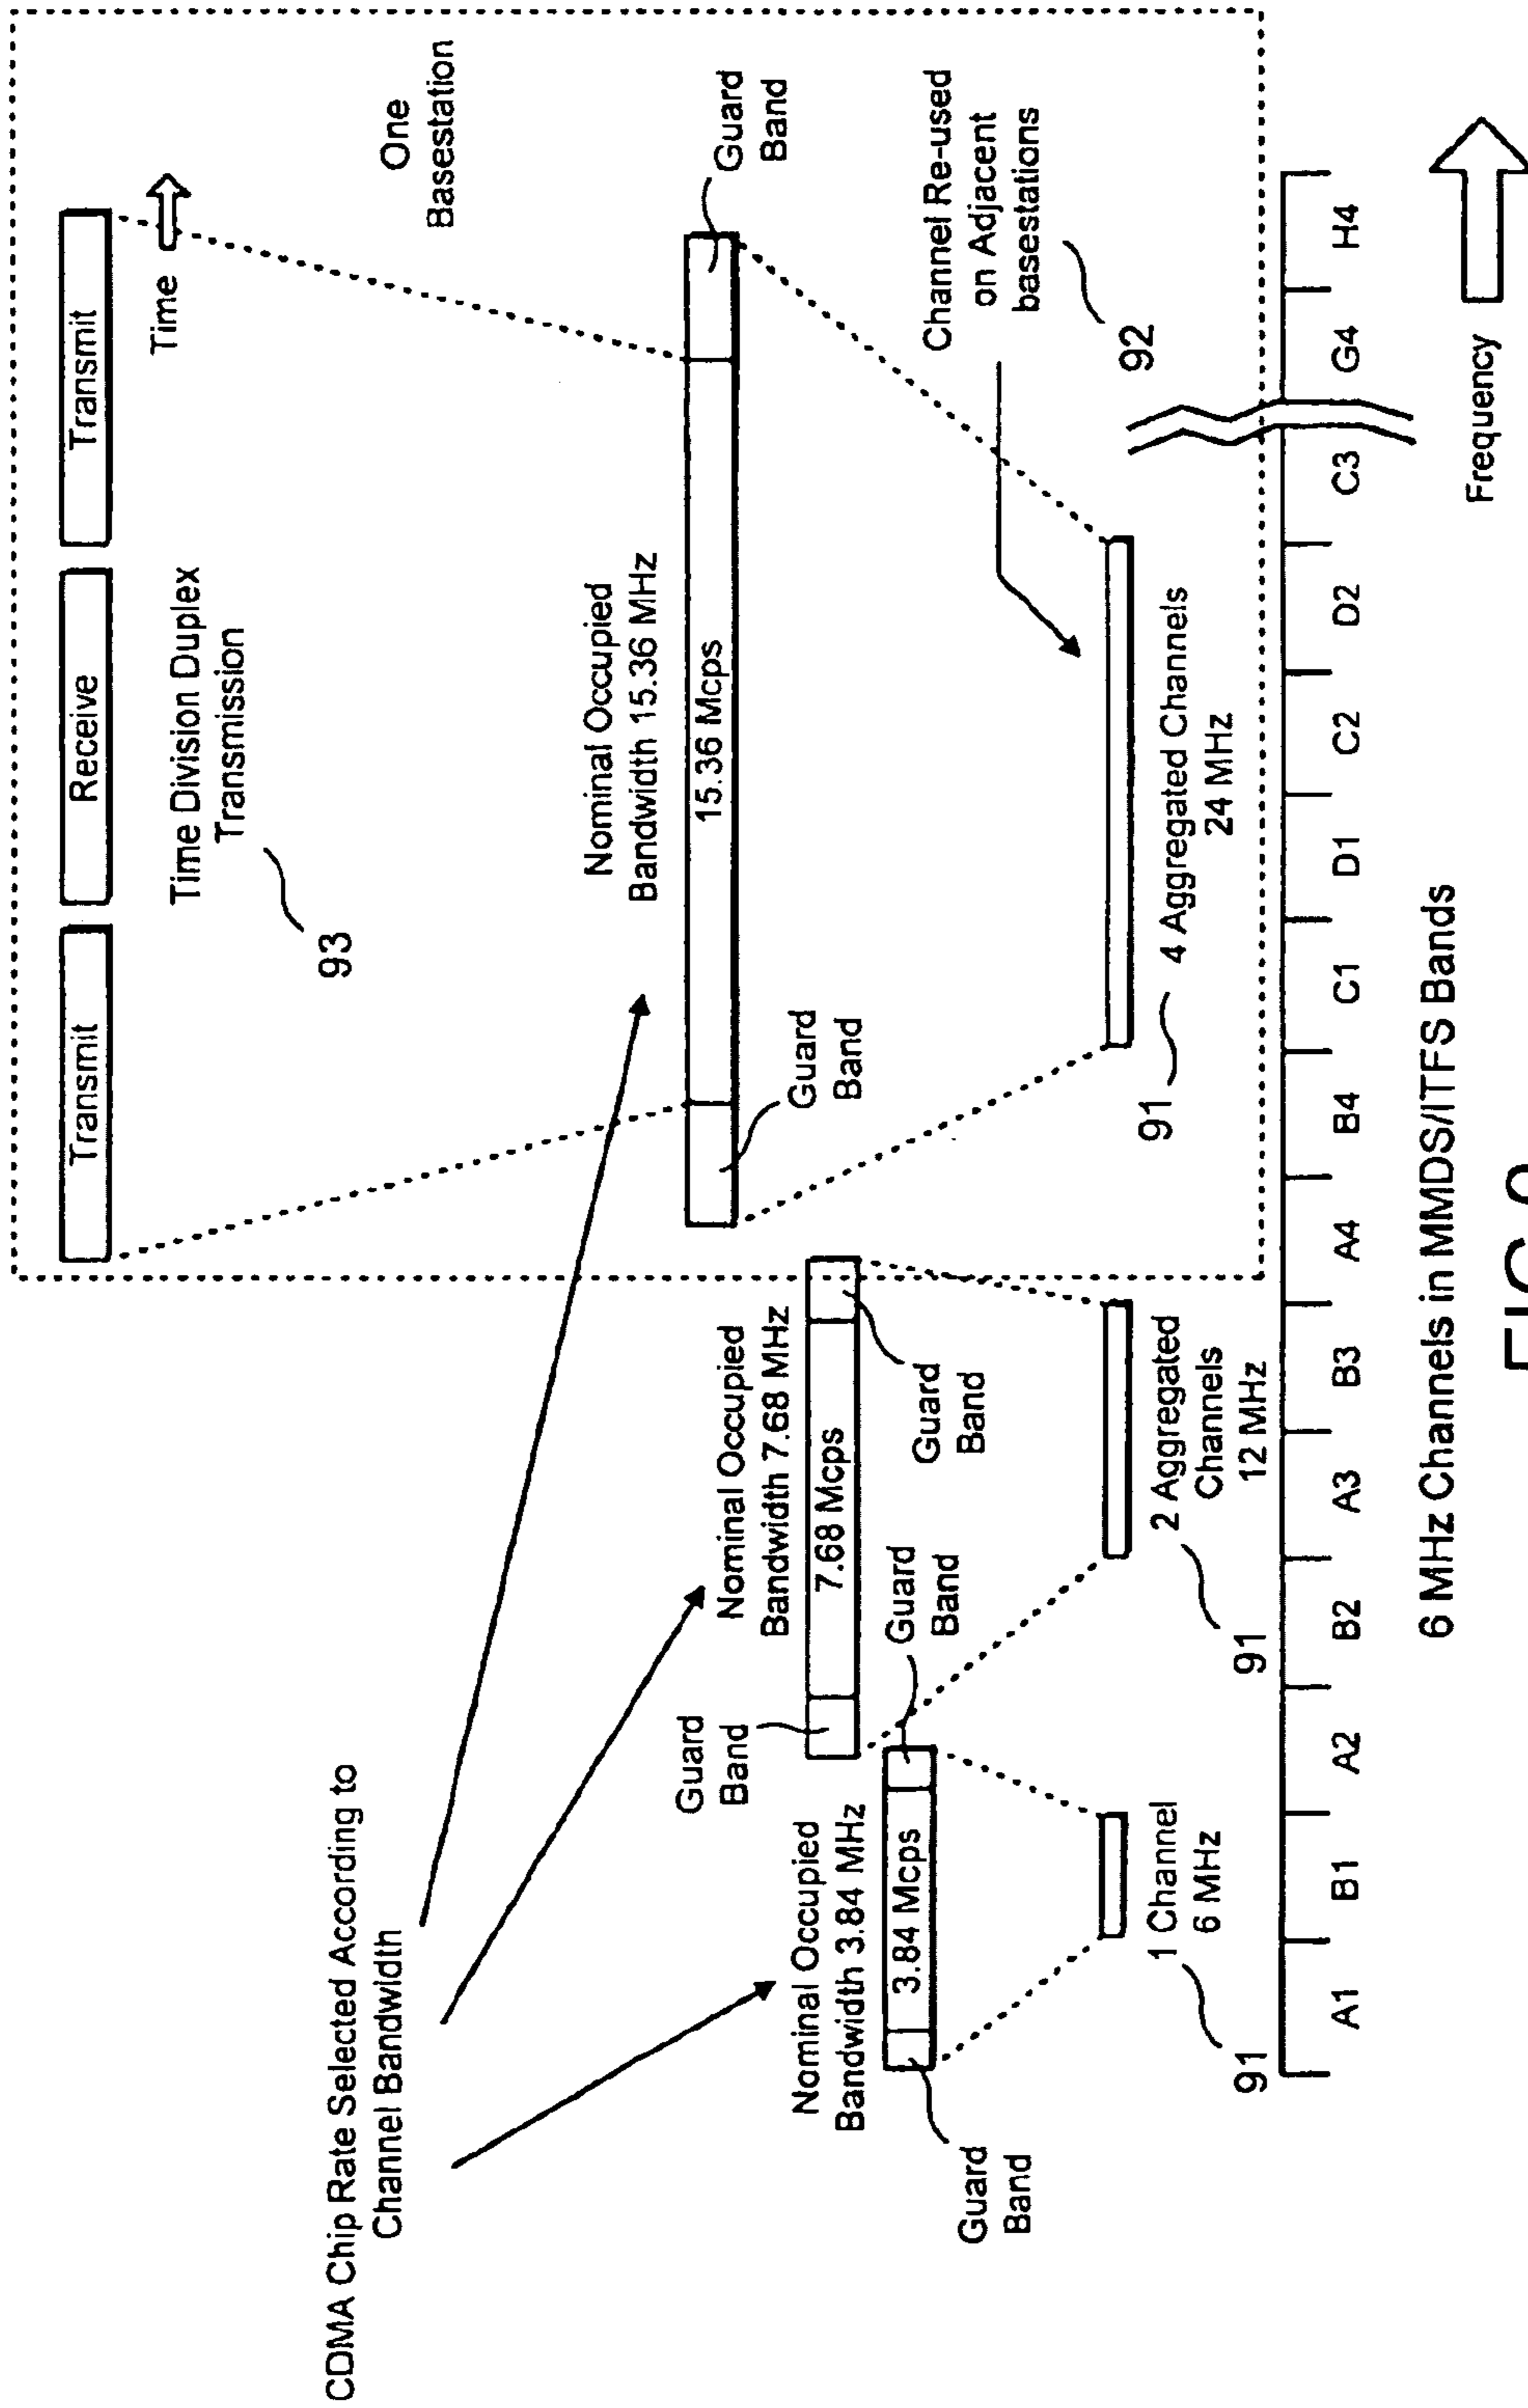 Transmit
Receive
Transmit
Time
Time Division Duplex
Transmission
93
One
Basestation
CDMA Chip Rate Selected According to
Channel Bandwidth
Nominal Occupied
Bandwidth 15.36 MHz
15.36 Mcps
Guard
Band
Guard
Band
Nominal Occupied
Bandwidth 7.68 MHz
7.68 Mcps
Guard
Band
Guard
Band
Nominal Occupied
Bandwidth 3.84 MHz
3.84 Mcps
Guard
Band
Guard
Band
Channel Re-used
on Adjacent
basestations
92
1 Channel
6 MHz
91
2 Aggregated
Channels
12 MHz
91
4 Aggregated Channels
24 MHz
91
A1 B1 A2 B2 A3 B3 A4 B4 C1 D1 C2 D2 C3 G4 H4
6 MHz Channels in MMDS/ITFS Bands
Frequency